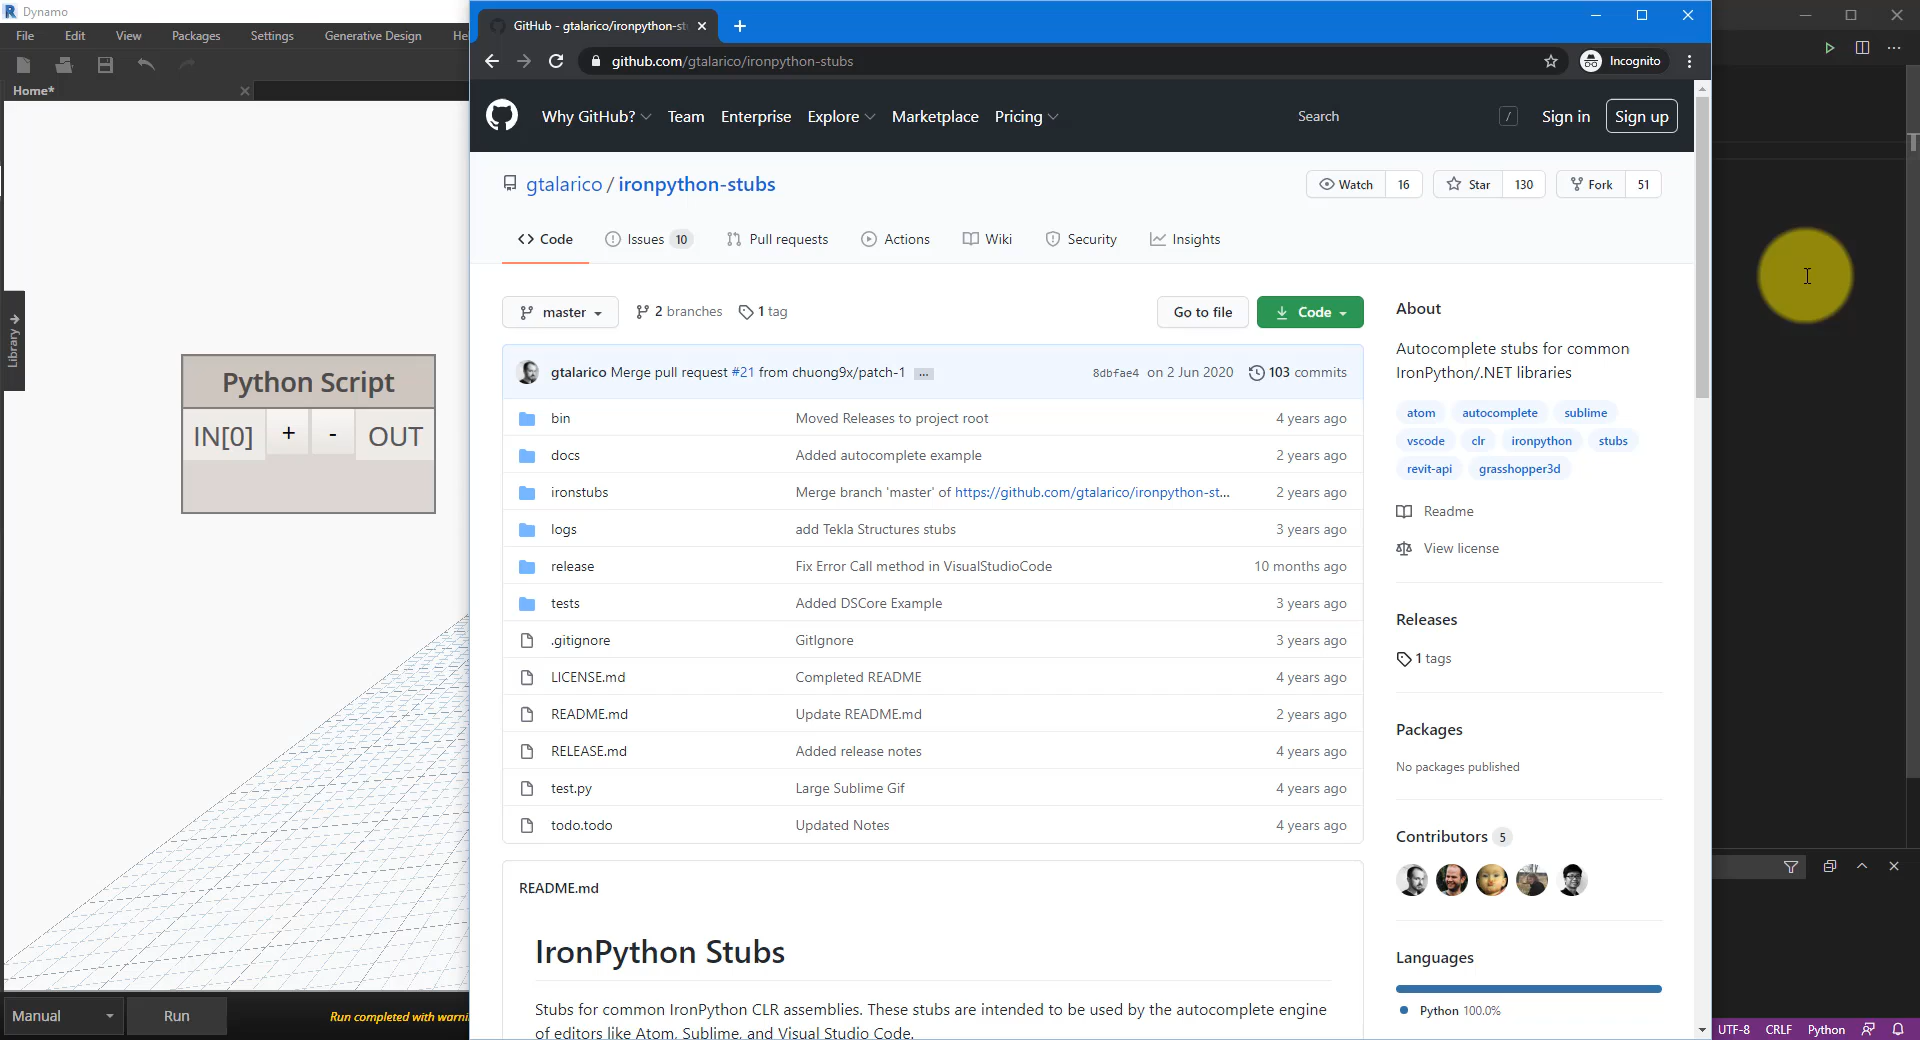 Dynamo
File Edit View Packages Settings Generative Design He
Home*
Library
Python Script
IN[0] + - OUT
Manual Run Run completed with warni
GitHub - gtalarico/ironpython-st
github.com/gtalarico/ironpython-stubs
Incognito
Why GitHub? Team Enterprise Explore Marketplace Pricing Search / Sign in Sign up
gtalarico / ironpython-stubs
Watch 16 Star 130 Fork 51
Code Issues 10 Pull requests Actions Wiki Security Insights
master 2 branches 1 tag Go to file Code
gtalarico Merge pull request #21 from chuong9x/patch-1 ... 8dbfae4 on 2 Jun 2020 103 commits
bin Moved Releases to project root 4 years ago
docs Added autocomplete example 2 years ago
ironstubs Merge branch 'master' of https://github.com/gtalarico/ironpython-st... 2 years ago
logs add Tekla Structures stubs 3 years ago
release Fix Error Call method in VisualStudioCode 10 months ago
tests Added DSCore Example 3 years ago
.gitignore GitIgnore 3 years ago
LICENSE.md Completed README 4 years ago
README.md Update README.md 2 years ago
RELEASE.md Added release notes 4 years ago
test.py Large Sublime Gif 4 years ago
todo.todo Updated Notes 4 years ago
README.md
IronPython Stubs
Stubs for common IronPython CLR assemblies. These stubs are intended to be used by the autocomplete engine
of editors like Atom, Sublime, and Visual Studio Code.
About
Autocomplete stubs for common
IronPython/.NET libraries
atom autocomplete sublime
vscode clr ironpython stubs
revit-api grasshopper3d
Readme
View license
Releases
1 tags
Packages
No packages published
Contributors 5
Languages
Python 100.0%
UTF-8 CRLF Python